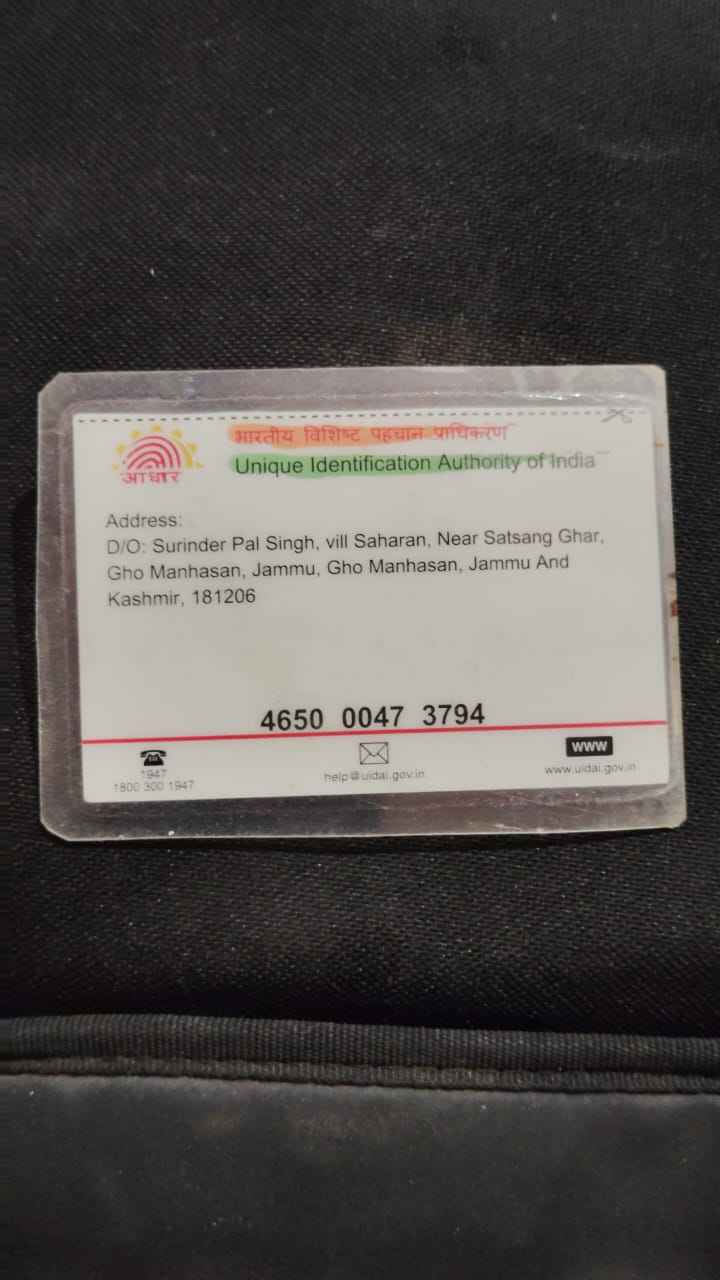 भारतीय विशिष्ट पहचान प्राधिकरण
Unique Identification Authority of India
आधार
Address:
D/O: Surinder Pal Singh, vill Saharan, Near Satsang Ghar,
Gho Manhasan, Jammu, Gho Manhasan, Jammu And
Kashmir, 181206
4650 0047 3794
WWW
1947
1800 300 1947
help@uidai.gov.in
www.uidai.gov.in